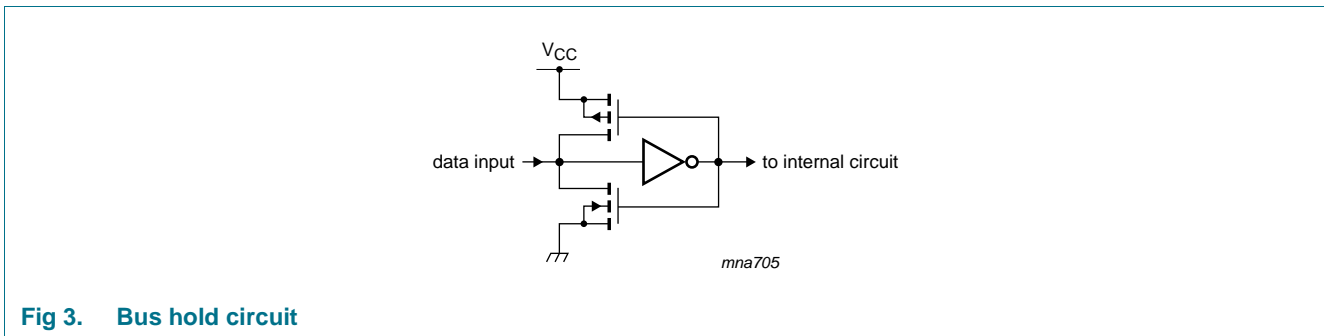 VCC
data input
to internal circuit
mna705
Fig 3. Bus hold circuit